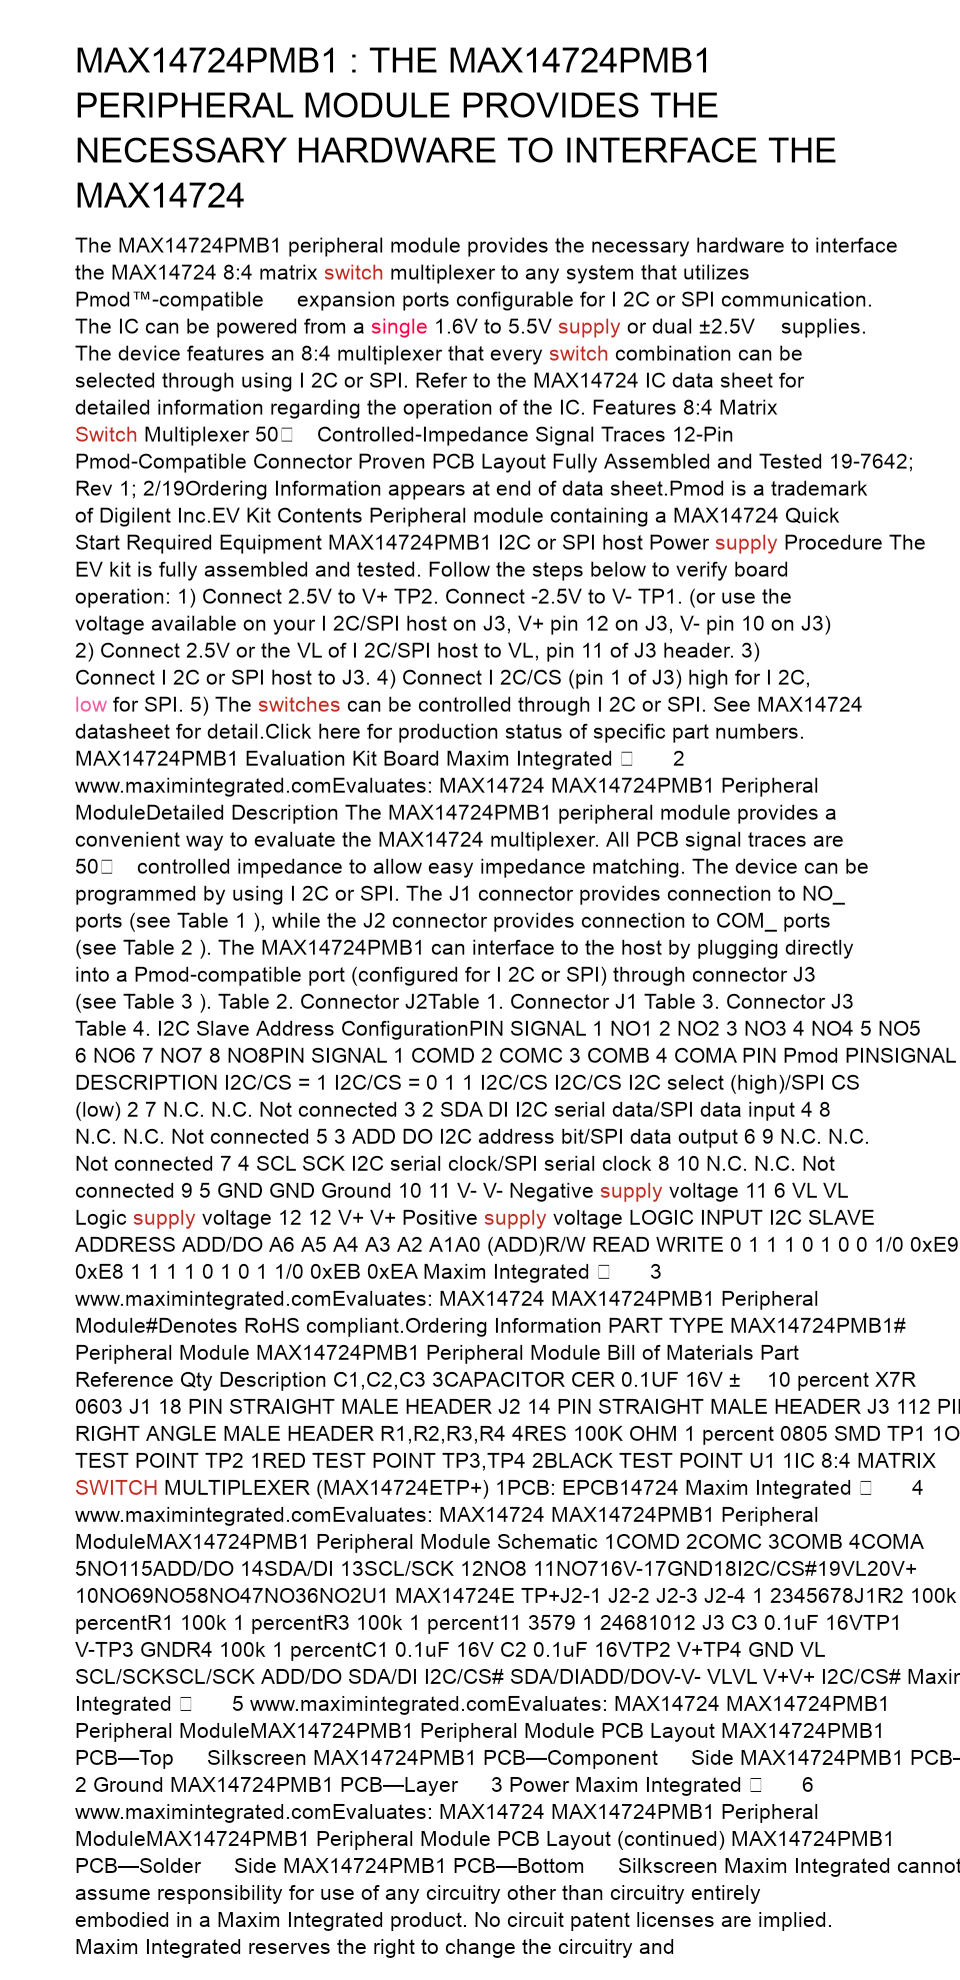 MAX14724PMB1 : THE MAX14724PMB1
PERIPHERAL MODULE PROVIDES THE
NECESSARY HARDWARE TO INTERFACE THE
MAX14724
The MAX14724PMB1 peripheral module provides the necessary hardware to interface
the MAX14724 8:4 matrix switch multiplexer to any system that utilizes
Pmod™-compatible expansion ports configurable for I 2C or SPI communication.
The IC can be powered from a single 1.6V to 5.5V supply or dual ±2.5V supplies.
The device features an 8:4 multiplexer that every switch combination can be
selected through using I 2C or SPI. Refer to the MAX14724 IC data sheet for
detailed information regarding the operation of the IC. Features 8:4 Matrix
Switch Multiplexer 50 Controlled-Impedance Signal Traces 12-Pin
Pmod-Compatible Connector Proven PCB Layout Fully Assembled and Tested 19-7642;
Rev 1; 2/19Ordering Information appears at end of data sheet.Pmod is a trademark
of Digilent Inc.EV Kit Contents Peripheral module containing a MAX14724 Quick
Start Required Equipment MAX14724PMB1 I2C or SPI host Power supply Procedure The
EV kit is fully assembled and tested. Follow the steps below to verify board
operation: 1) Connect 2.5V to V+ TP2. Connect -2.5V to V- TP1. (or use the
voltage available on your I 2C/SPI host on J3, V+ pin 12 on J3, V- pin 10 on J3)
2) Connect 2.5V or the VL of I 2C/SPI host to VL, pin 11 of J3 header. 3)
Connect I 2C or SPI host to J3. 4) Connect I 2C/CS (pin 1 of J3) high for I 2C,
low for SPI. 5) The switches can be controlled through I 2C or SPI. See MAX14724
datasheet for detail.Click here for production status of specific part numbers.
MAX14724PMB1 Evaluation Kit Board Maxim Integrated 2
www.maximintegrated.comEvaluates: MAX14724 MAX14724PMB1 Peripheral
ModuleDetailed Description The MAX14724PMB1 peripheral module provides a
convenient way to evaluate the MAX14724 multiplexer. All PCB signal traces are
50 controlled impedance to allow easy impedance matching. The device can be
programmed by using I 2C or SPI. The J1 connector provides connection to NO_
ports (see Table 1 ), while the J2 connector provides connection to COM_ ports
(see Table 2 ). The MAX14724PMB1 can interface to the host by plugging directly
into a Pmod-compatible port (configured for I 2C or SPI) through connector J3
(see Table 3 ). Table 2. Connector J2Table 1. Connector J1 Table 3. Connector J3
Table 4. I2C Slave Address ConfigurationPIN SIGNAL 1 NO1 2 NO2 3 NO3 4 NO4 5 NO5
6 NO6 7 NO7 8 NO8PIN SIGNAL 1 COMD 2 COMC 3 COMB 4 COMA PIN Pmod PINSIGNAL
DESCRIPTION I2C/CS = 1 I2C/CS = 0 1 1 I2C/CS I2C/CS I2C select (high)/SPI CS
(low) 2 7 N.C. N.C. Not connected 3 2 SDA DI I2C serial data/SPI data input 4 8
N.C. N.C. Not connected 5 3 ADD DO I2C address bit/SPI data output 6 9 N.C. N.C.
Not connected 7 4 SCL SCK I2C serial clock/SPI serial clock 8 10 N.C. N.C. Not
connected 9 5 GND GND Ground 10 11 V- V- Negative supply voltage 11 6 VL VL
Logic supply voltage 12 12 V+ V+ Positive supply voltage LOGIC INPUT I2C SLAVE
ADDRESS ADD/DO A6 A5 A4 A3 A2 A1A0 (ADD)R/W READ WRITE 0 1 1 1 0 1 0 0 1/0 0xE9
0xE8 1 1 1 1 0 1 0 1 1/0 0xEB 0xEA Maxim Integrated 3
www.maximintegrated.comEvaluates: MAX14724 MAX14724PMB1 Peripheral
Module#Denotes RoHS compliant.Ordering Information PART TYPE MAX14724PMB1#
Peripheral Module MAX14724PMB1 Peripheral Module Bill of Materials Part
Reference Qty Description C1,C2,C3 3CAPACITOR CER 0.1UF 16V ± 10 percent X7R
0603 J1 18 PIN STRAIGHT MALE HEADER J2 14 PIN STRAIGHT MALE HEADER J3 112
RIGHT ANGLE MALE HEADER R1,R2,R3,R4 4RES 100K OHM 1 percent 0805 SMD TP1
TEST POINT TP2 1RED TEST POINT TP3,TP4 2BLACK TEST POINT U1 1IC 8:4 MATRIX
SWITCH MULTIPLEXER (MAX14724ETP+) 1PCB: EPCB14724 Maxim Integrated 4
www.maximintegrated.comEvaluates: MAX14724 MAX14724PMB1 Peripheral
ModuleMAX14724PMB1 Peripheral Module Schematic 1COMD 2COMC 3COMB 4COMA
5NO115ADD/DO 14SDA/DI 13SCL/SCK 12NO8 11NO716V-17GND18I2C/CS#19VL20V+
10NO69NO58NO47NO36NO2U1 MAX14724E TP+J2-1 J2-2 J2-3 J2-4 1 2345678J1R2 100k
percentR1 100k 1 percentR3 100k 1 percent11 3579 1 24681012 J3 C3 0.1uF 16VTP1
V-TP3 GNDR4 100k 1 percentC1 0.1uF 16V C2 0.1uF 16VTP2 V+TP4 GND VL
SCL/SCKSCL/SCK ADD/DO SDA/DI I2C/CS# SDA/DIADD/DOV-V- VLVL V+V+ I2C/CS#
Integrated 5 www.maximintegrated.comEvaluates: MAX14724 MAX14724PMB1
Peripheral ModuleMAX14724PMB1 Peripheral Module PCB Layout MAX14724PMB1
PCB—Top Silkscreen MAX14724PMB1 PCB—Component Side MAX14724PMB1
2 Ground MAX14724PMB1 PCB—Layer 3 Power Maxim Integrated 6
www.maximintegrated.comEvaluates: MAX14724 MAX14724PMB1 Peripheral
ModuleMAX14724PMB1 Peripheral Module PCB Layout (continued) MAX14724PMB1
PCB—Solder Side MAX14724PMB1 PCB—Bottom Silkscreen Maxim Integrated cannot
assume responsibility for use of any circuitry other than circuitry entirely
embodied in a Maxim Integrated product. No circuit patent licenses are implied.
Maxim Integrated reserves the right to change the circuitry and